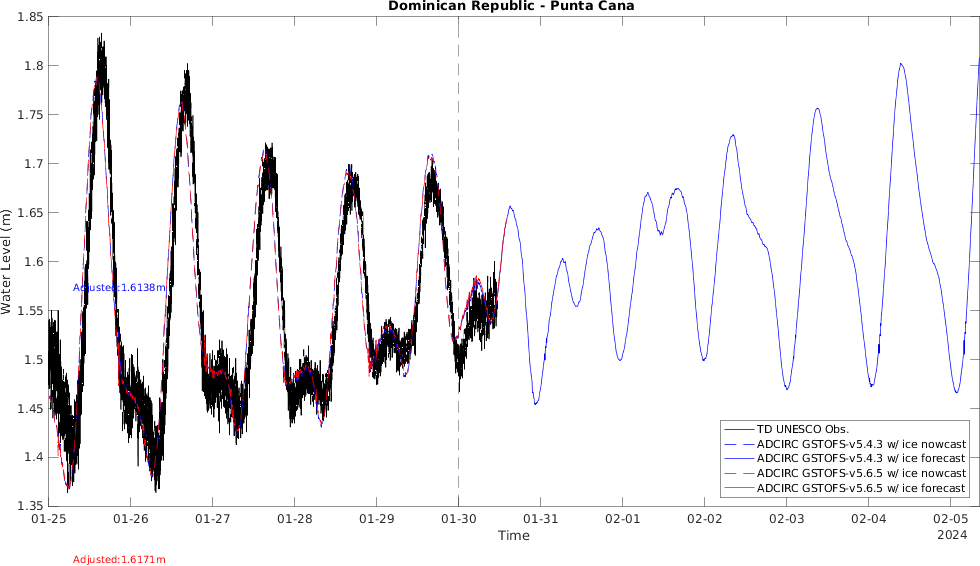 Dominican Republic - Punta Cana
1.85
1.8
1.75
1.7
1.65
1.6
1.55
1.5
1.45
1.4
1.35
Water Level (m)
Adjusted:1.6138m
TD UNESCO Obs.
ADCIRC GSTOFS-v5.4.3 w/ ice nowcast
ADCIRC GSTOFS-v5.4.3 w/ ice forecast
ADCIRC GSTOFS-v5.6.5 w/ ice nowcast
ADCIRC GSTOFS-v5.6.5 w/ ice forecast
01-25 01-26 01-27 01-28 01-29 01-30 01-31 02-01 02-02 02-03 02-04 02-05
Time
2024
Adjusted:1.6171m